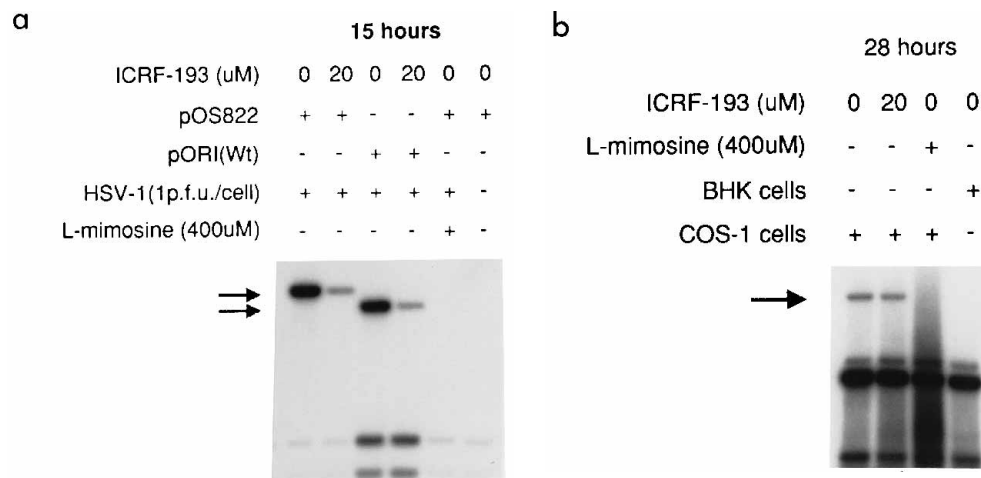 a
15 hours
ICRF-193 (uM) 0 20 0 20 0 0
pOS822 + + - - + +
pORI(Wt) - - + + - -
HSV-1(1p.f.u./cell) + + + + + -
L-mimosine (400uM) - - - - + -
b
28 hours
ICRF-193 (uM) 0 20 0 0
L-mimosine (400uM) - - + -
BHK cells - - - +
COS-1 cells + + + -